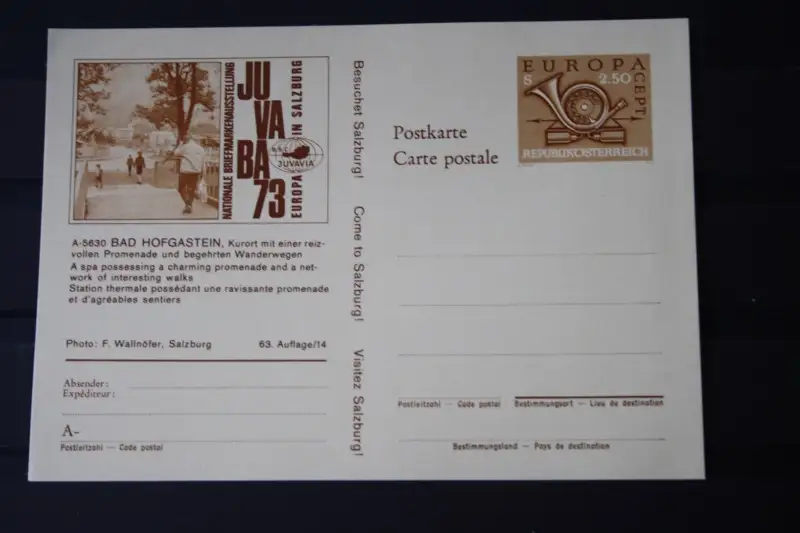 NATIONALE BRIEFMARKENAUSSTELLUNG
JU
VA
BA
73
EUROPA IN SALZBURG
JUVAVIA
A-5630 BAD HOFGASTEIN, Kurort mit einer reiz-
vollen Promenade und begehrten Wanderwegen
A spa possessing a charming promenade and a net-
work of interesting walks
Station thermale possédant une ravissante promenade
et d'agréables sentiers
Photo: F. Wallnöfer, Salzburg 63. Auflage/14
Absender:
Expéditeur:
A-
Postleitzahl — Code postal
Besuchet Salzburg! Come to Salzburg! Visitez Salzburg!
EUROPA
CEPT
S 2.50
REPUBLIK ÖSTERREICH
Postkarte
Carte postale
Postleitzahl — Code postal Bestimmungsort — Lieu de destination
Bestimmungsland — Pays de destination